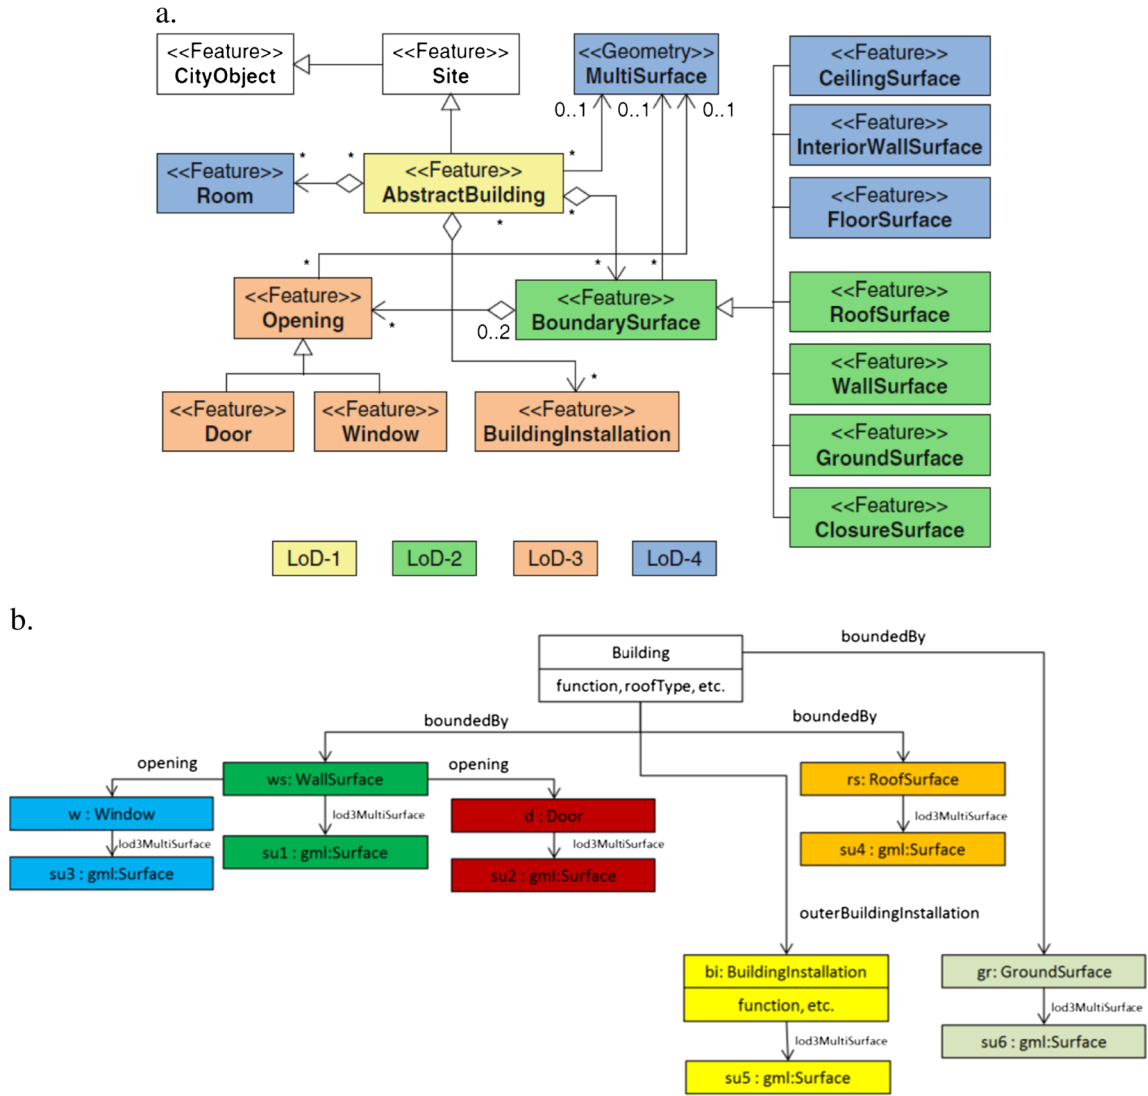 a.
<<Feature>>
CityObject
<<Feature>>
Site
<<Geometry>>
MultiSurface
<<Feature>>
CeilingSurface
0..1
0..1
0..1
<<Feature>>
InteriorWallSurface
<<Feature>>
Room
*
*
<<Feature>>
AbstractBuilding
*
*
*
<<Feature>>
FloorSurface
*
*
*
<<Feature>>
Opening
*
0..2
<<Feature>>
BoundarySurface
<<Feature>>
RoofSurface
<<Feature>>
WallSurface
*
<<Feature>>
Door
<<Feature>>
Window
<<Feature>>
BuildingInstallation
<<Feature>>
GroundSurface
<<Feature>>
ClosureSurface
LoD-1
LoD-2
LoD-3
LoD-4
b.
Building
function, roofType, etc.
boundedBy
boundedBy
boundedBy
opening
ws: WallSurface
opening
rs: RoofSurface
w : Window
lod3MultiSurface
d : Door
lod3MultiSurface
lod3MultiSurface
su1 : gml:Surface
lod3MultiSurface
su4 : gml:Surface
su3 : gml:Surface
su2 : gml:Surface
outerBuildingInstallation
bi: BuildingInstallation
function, etc.
gr: GroundSurface
lod3MultiSurface
lod3MultiSurface
su6 : gml:Surface
su5 : gml:Surface